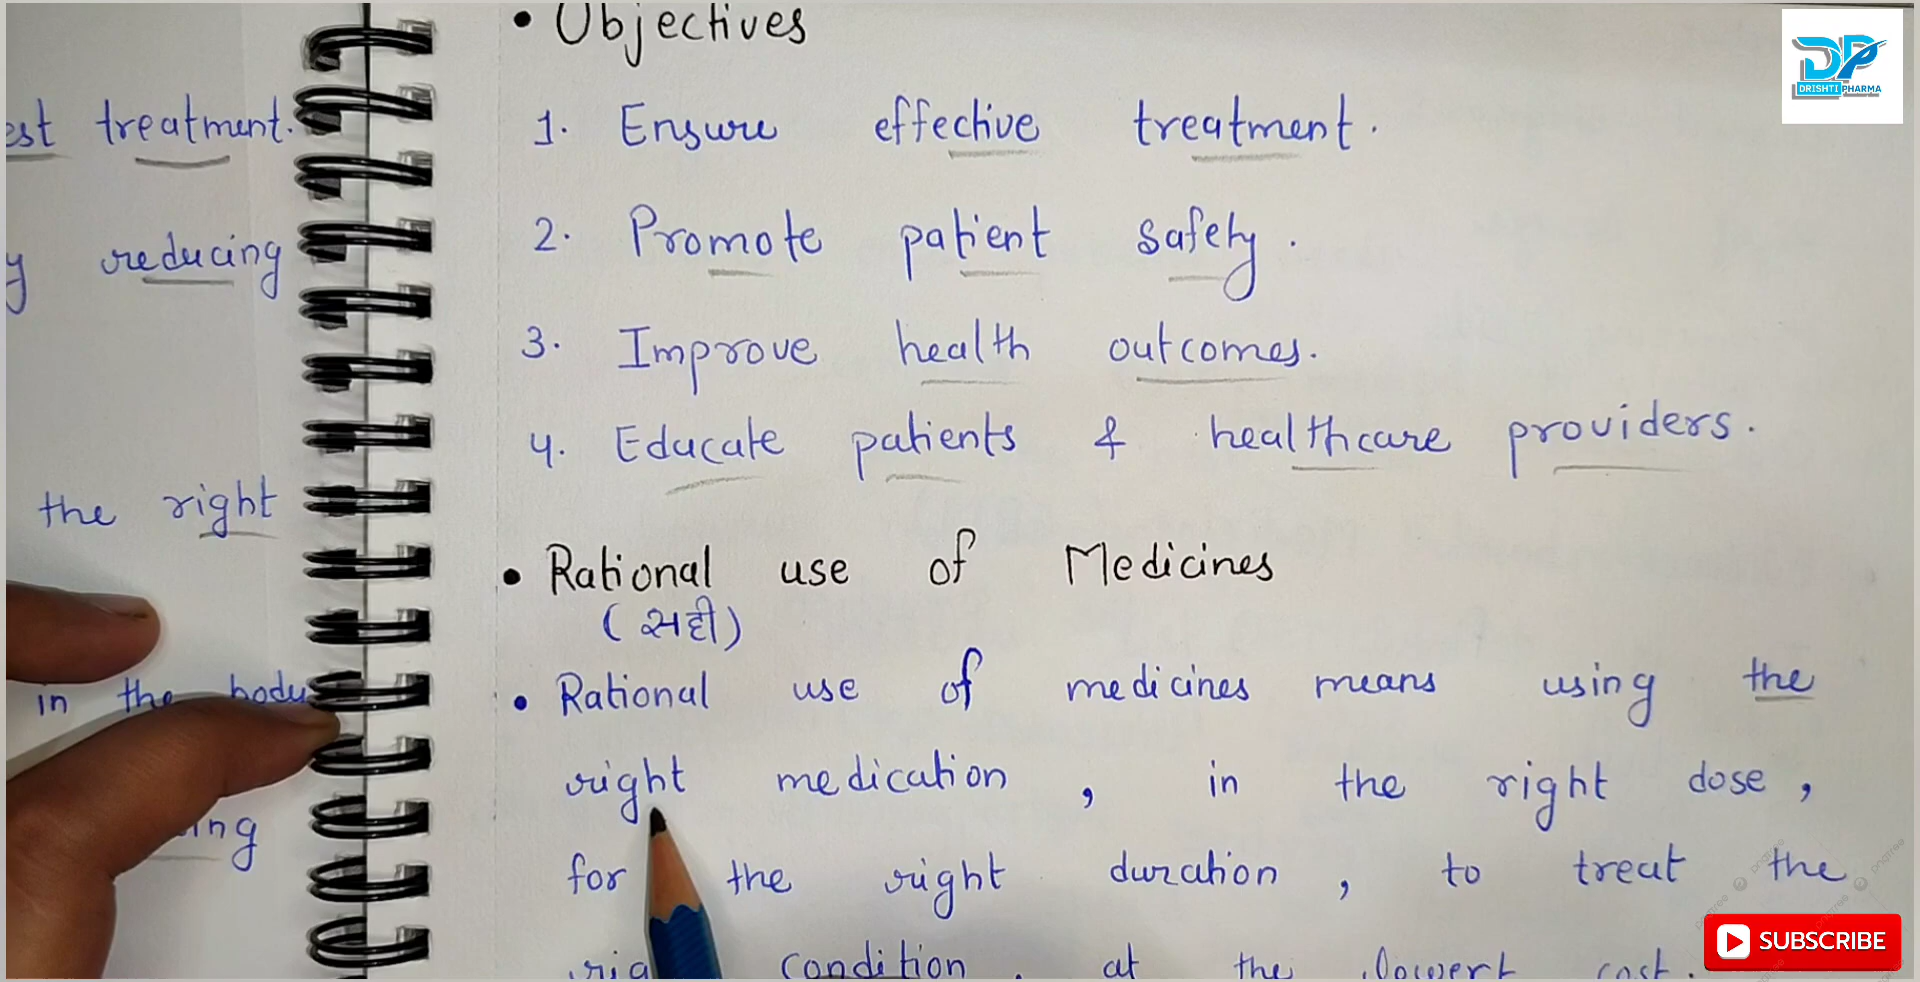 est treatment.
y reducing
the right
in the body
ing
• Objectives
1. Ensure effective treatment.
2. Promote patient safety.
3. Improve health outcomes.
4. Educate patients & healthcare providers.
• Rational use of Medicines
(सही)
• Rational use of medicines means using the
right medication, in the right dose,
for the right duration, to treat the
condition, at the lowest cost.
DP
DRISHTI PHARMA
SUBSCRIBE